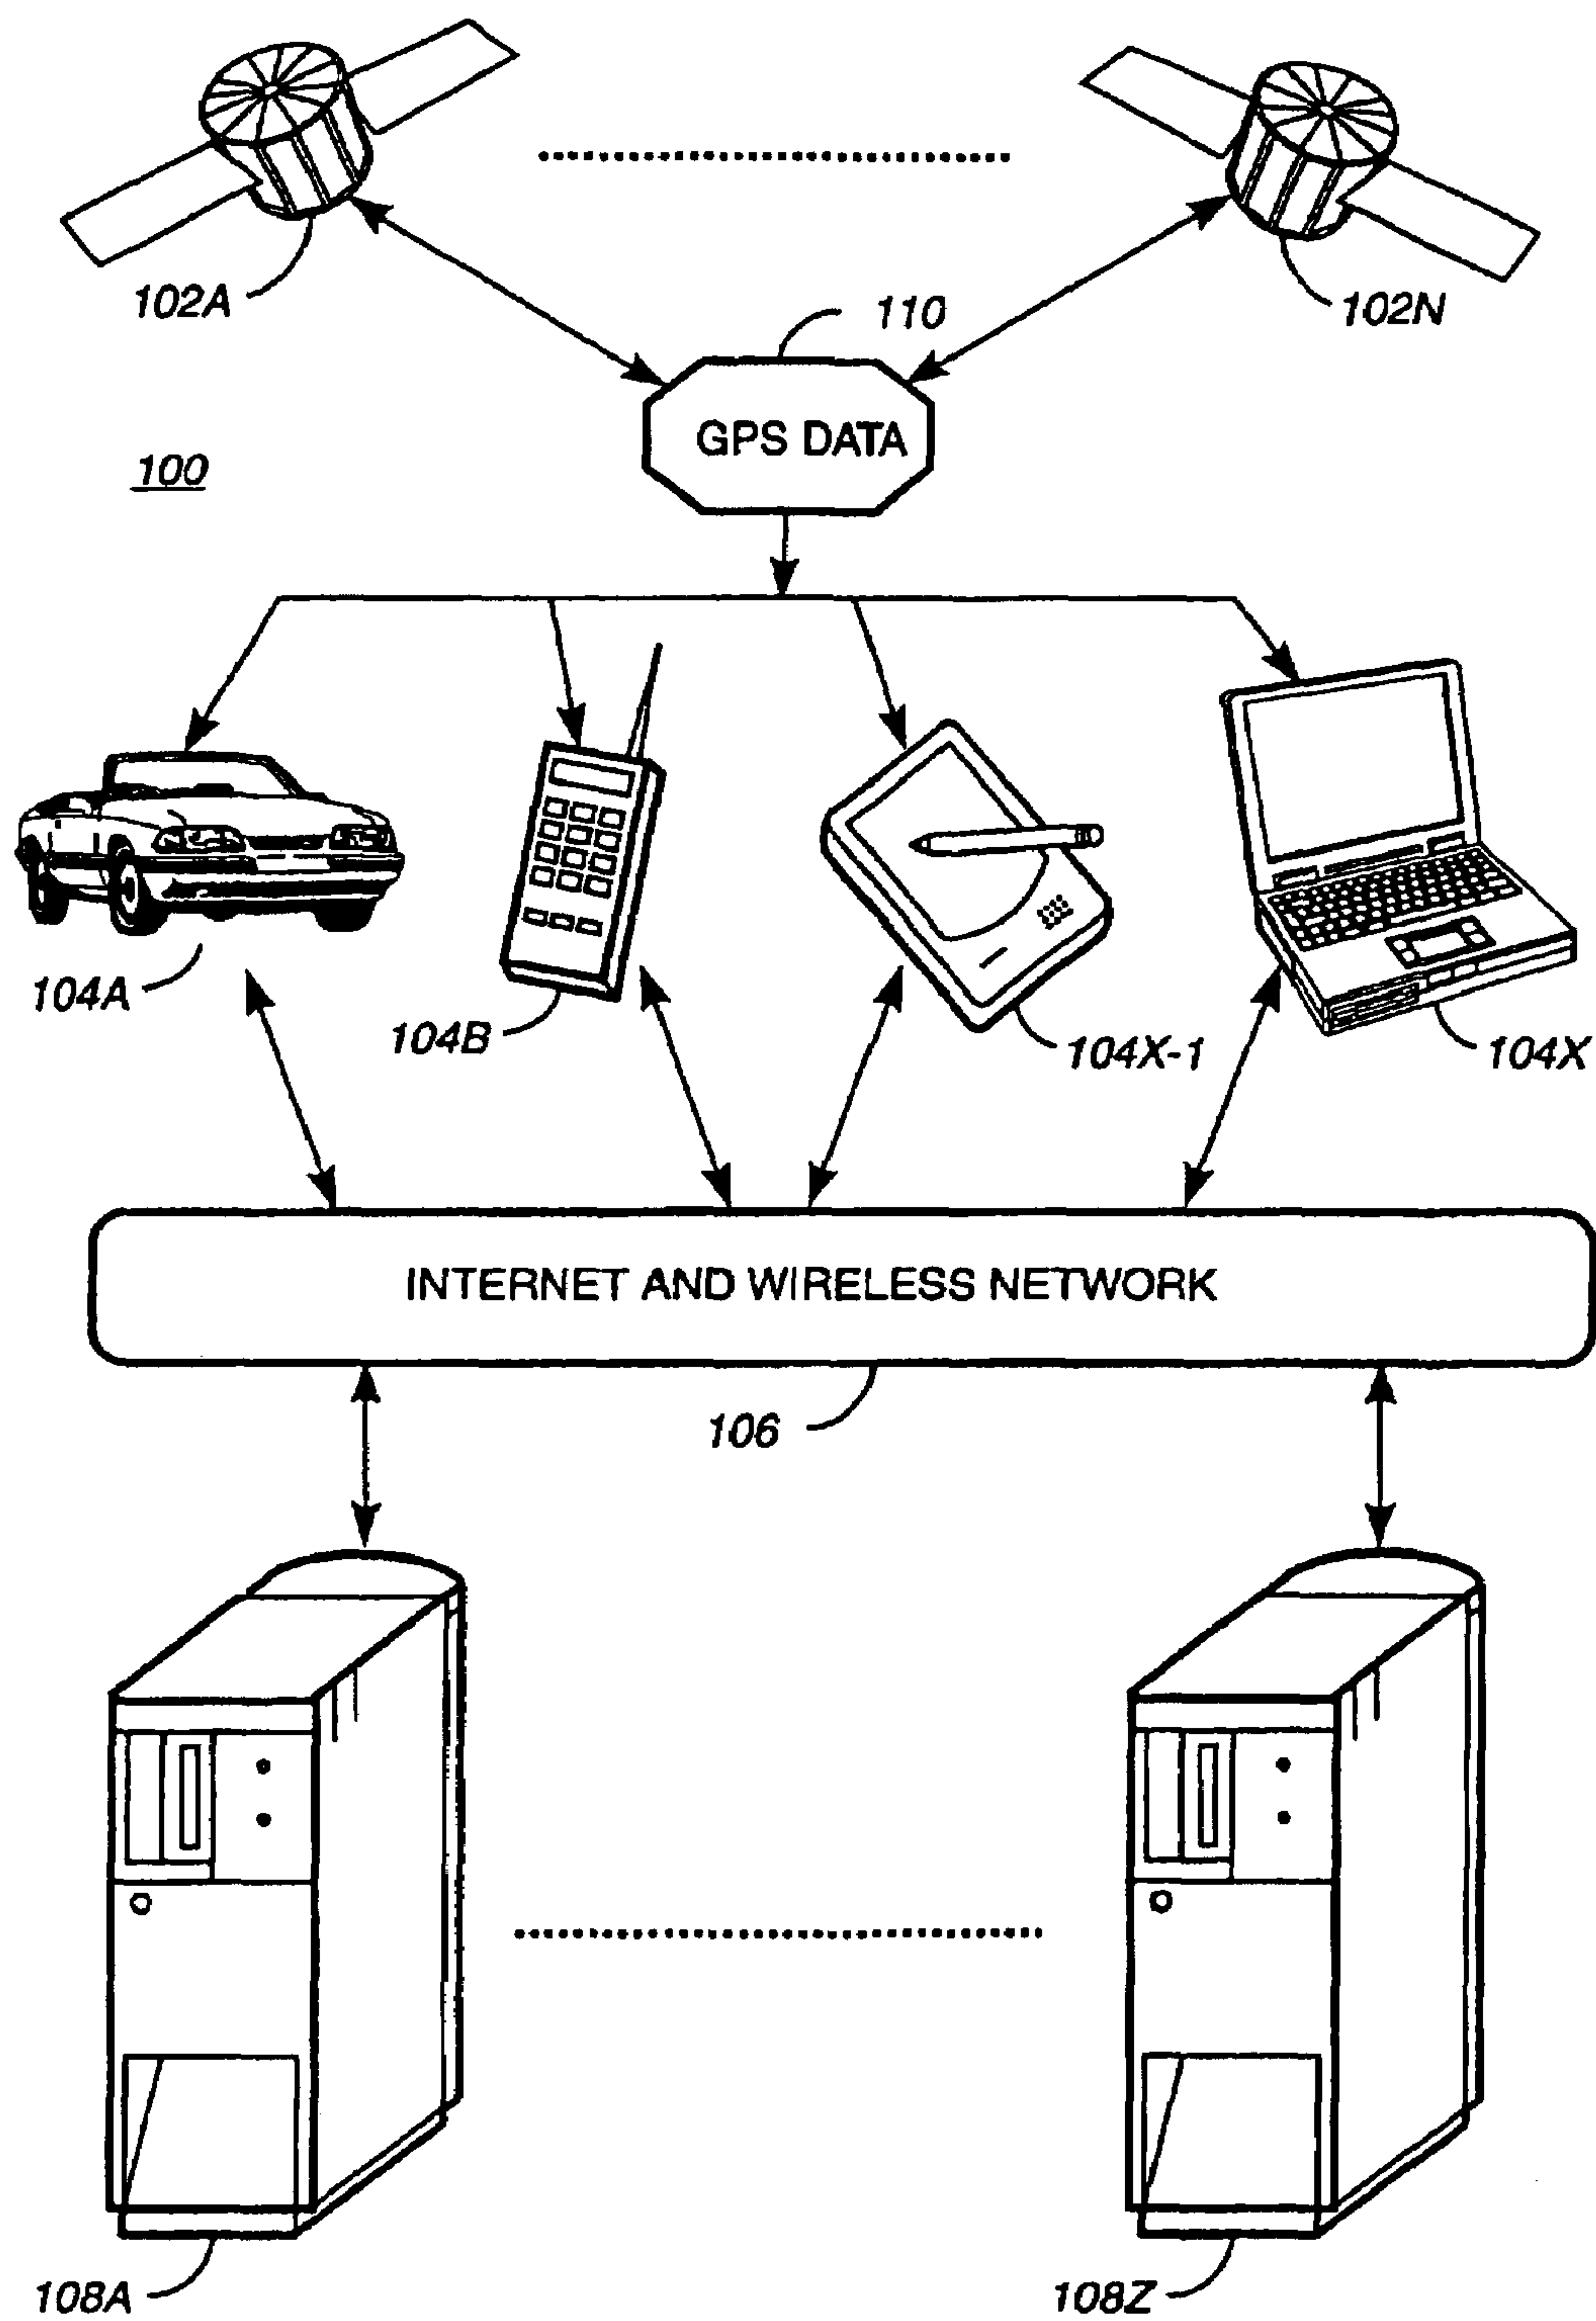 102A
102N
110
GPS DATA
100
104A
104B
104X-1
104X
INTERNET AND WIRELESS NETWORK
106
108A
108Z